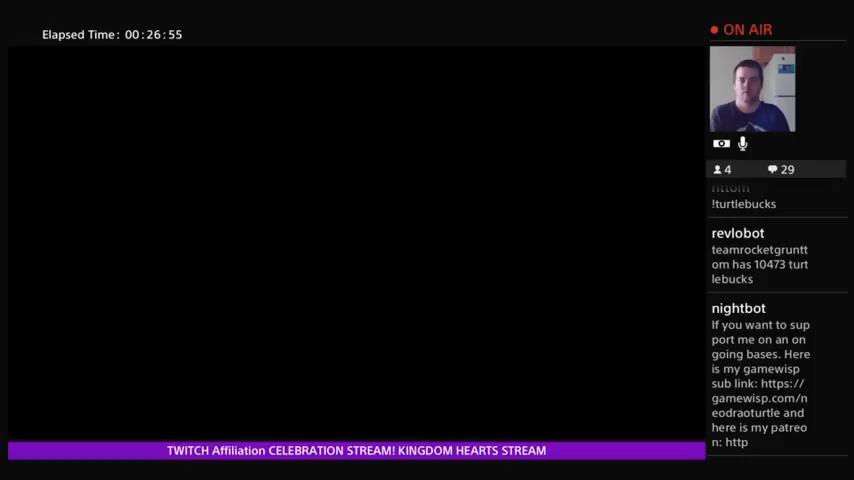 Elapsed Time: 00:26:55
ON AIR
4 29
!turtlebucks
revlobot
teamrocketgruntt
om has 10473 turt
lebucks
nightbot
If you want to sup
port me on an on
going bases. Here
is my gamewisp
sub link: https://
gamewisp.com/n
eodraoturtle and
here is my patreo
n: http
TWITCH Affiliation CELEBRATION STREAM! KINGDOM HEARTS STREAM